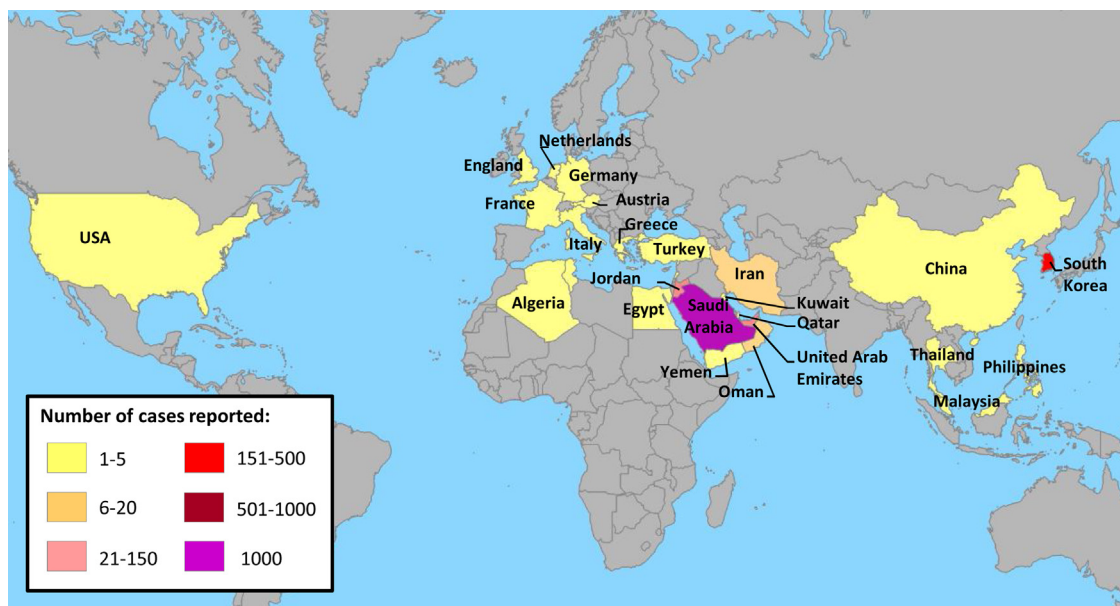 Netherlands
England
Germany
France
Austria
Greece
USA
Italy
Turkey
Iran
China
South
Korea
Jordan
Algeria
Egypt
Saudi
Arabia
Kuwait
Qatar
United Arab
Emirates
Yemen
Oman
Thailand
Philippines
Malaysia
Number of cases reported:
1-5
151-500
6-20
501-1000
21-150
1000